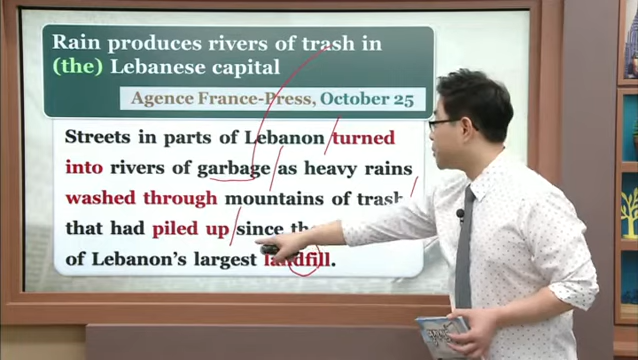 Rain produces rivers of trash in
(the) Lebanese capital
Agence France-Press, October 25
Streets in parts of Lebanon turned
into rivers of garbage as heavy rains
washed through mountains of trash
that had piled up since
of Lebanon's largest landfill.